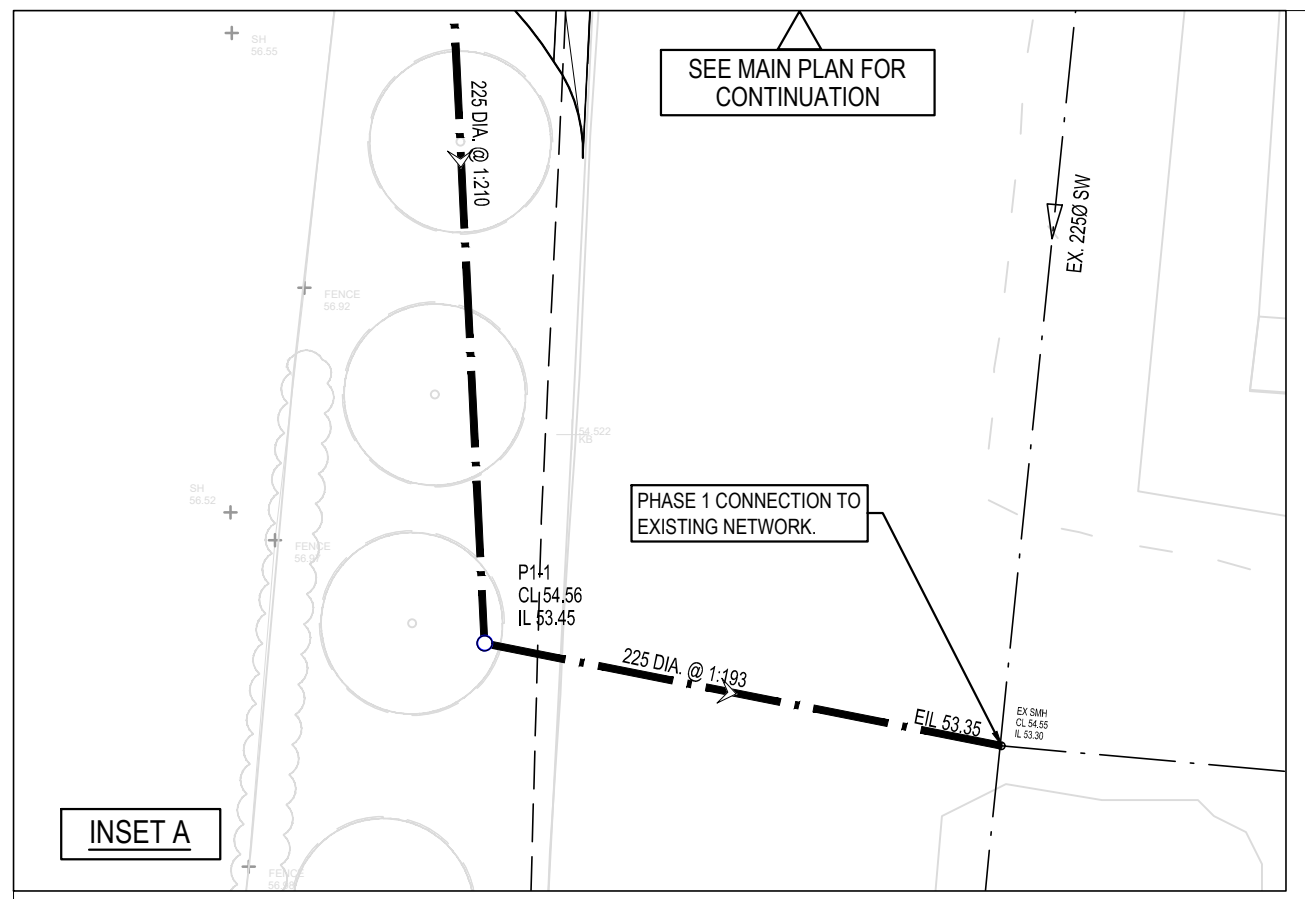 SH
56.55
225 DIA. @ 1:210
SEE MAIN PLAN FOR
CONTINUATION
EX. 225Ø SW
FENCE
56.92
54.522
KB
SH
56.52
PHASE 1 CONNECTION TO
EXISTING NETWORK.
FENCE
56.97
P1-1
CL 54.56
IL 53.45
225 DIA. @ 1:193
EIL 53.35
EX SMH
CL 54.55
IL 53.30
INSET A
FENCE